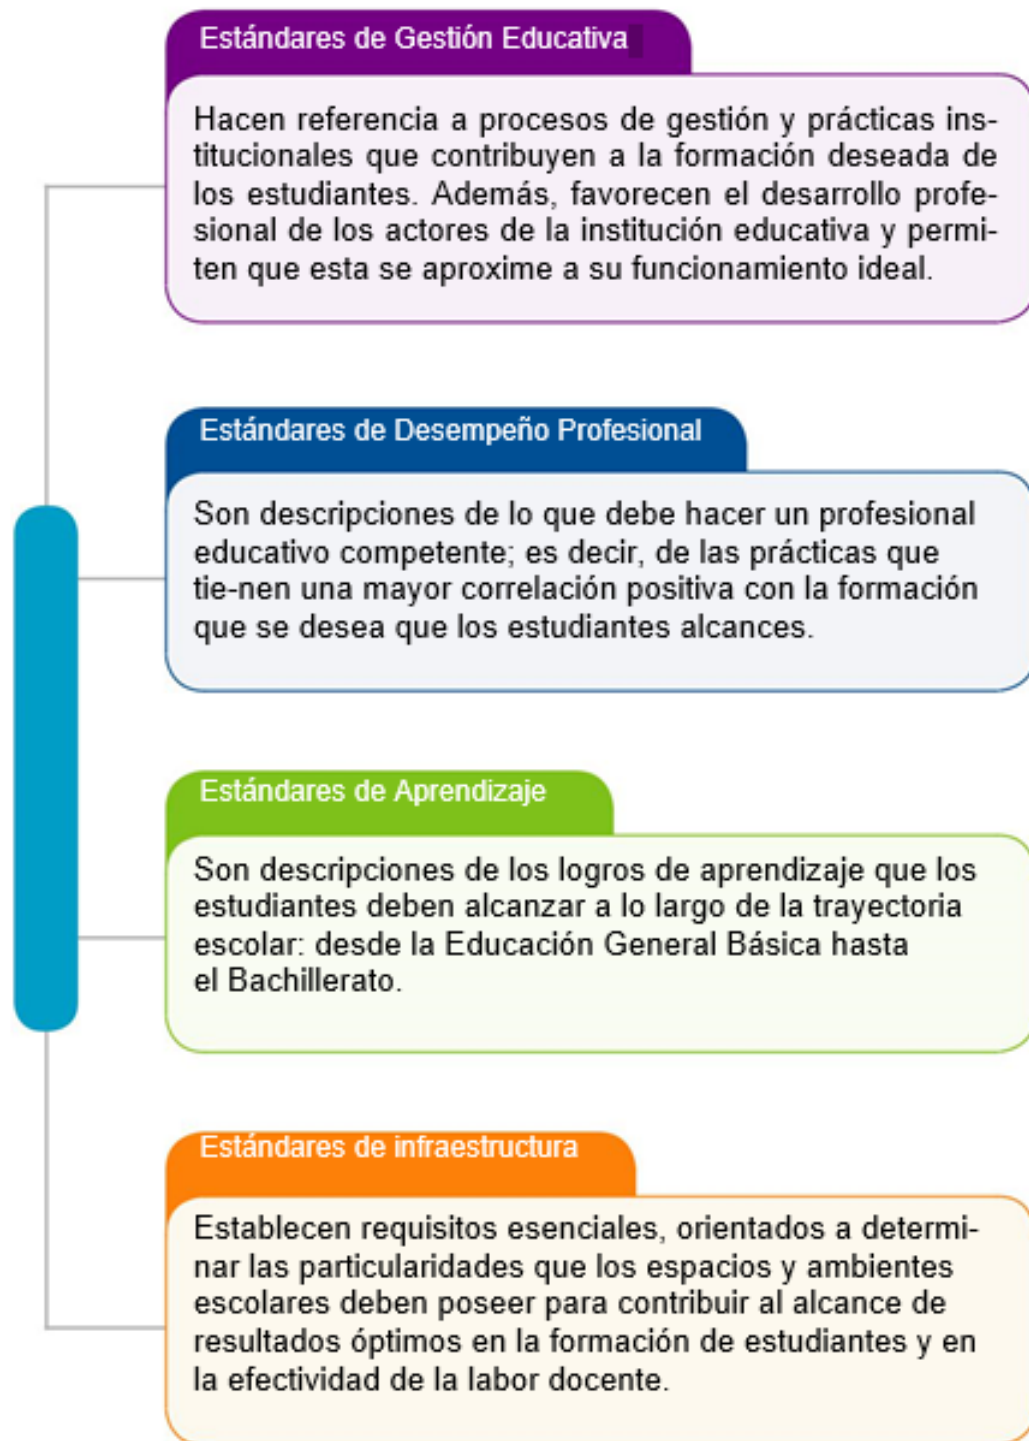 Estándares de Gestión Educativa
Hacen referencia a procesos de gestión y prácticas ins-
titucionales que contribuyen a la formación deseada de
los estudiantes. Además, favorecen el desarrollo profe-
sional de los actores de la institución educativa y permi-
ten que esta se aproxime a su funcionamiento ideal.
Estándares de Desempeño Profesional
Son descripciones de lo que debe hacer un profesional
educativo competente; es decir, de las prácticas que
tie-nen una mayor correlación positiva con la formación
que se desea que los estudiantes alcances.
Estándares de Aprendizaje
Son descripciones de los logros de aprendizaje que los
estudiantes deben alcanzar a lo largo de la trayectoria
escolar: desde la Educación General Básica hasta
el Bachillerato.
Estándares de infraestructura
Establecen requisitos esenciales, orientados a determi-
nar las particularidades que los espacios y ambientes
escolares deben poseer para contribuir al alcance de
resultados óptimos en la formación de estudiantes y en
la efectividad de la labor docente.